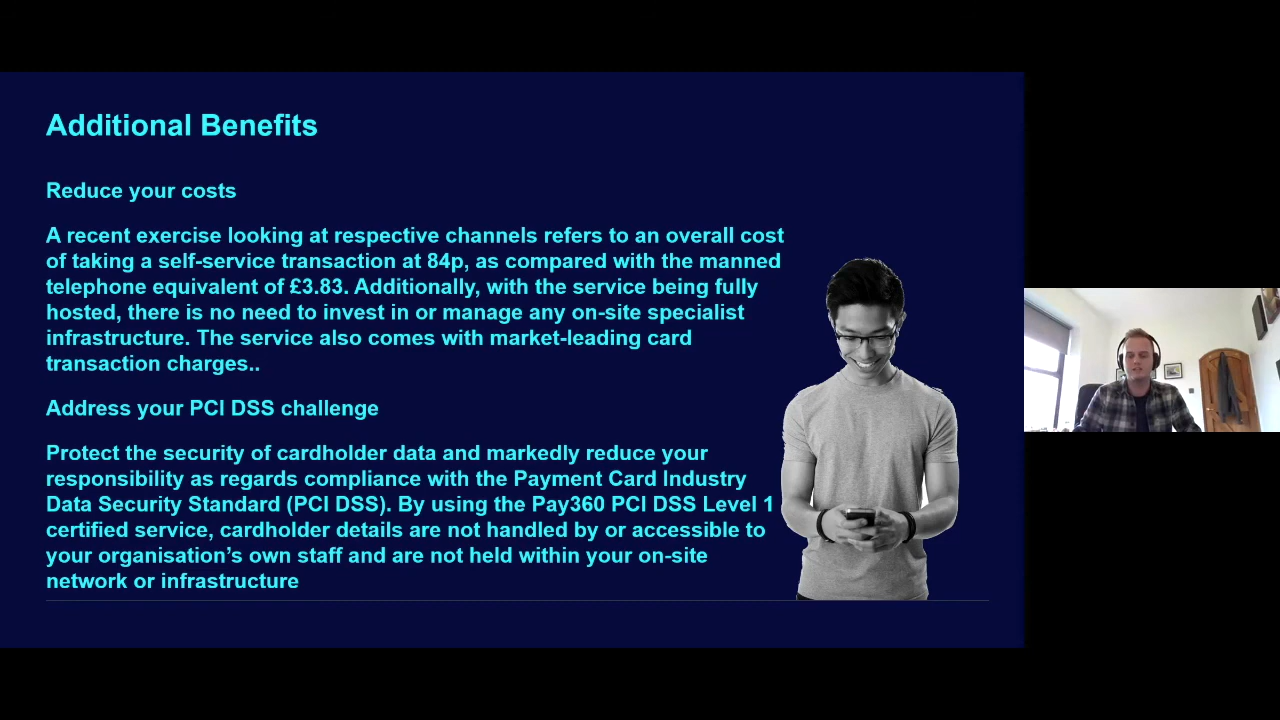 Additional Benefits
Reduce your costs
A recent exercise looking at respective channels refers to an overall cost
of taking a self-service transaction at 84p, as compared with the manned
telephone equivalent of £3.83. Additionally, with the service being fully
hosted, there is no need to invest in or manage any on-site specialist
infrastructure. The service also comes with market-leading card
transaction charges..
Address your PCI DSS challenge
Protect the security of cardholder data and markedly reduce your
responsibility as regards compliance with the Payment Card Industry
Data Security Standard (PCI DSS). By using the Pay360 PCI DSS Level 1
certified service, cardholder details are not handled by or accessible to
your organisation’s own staff and are not held within your on-site
network or infrastructure